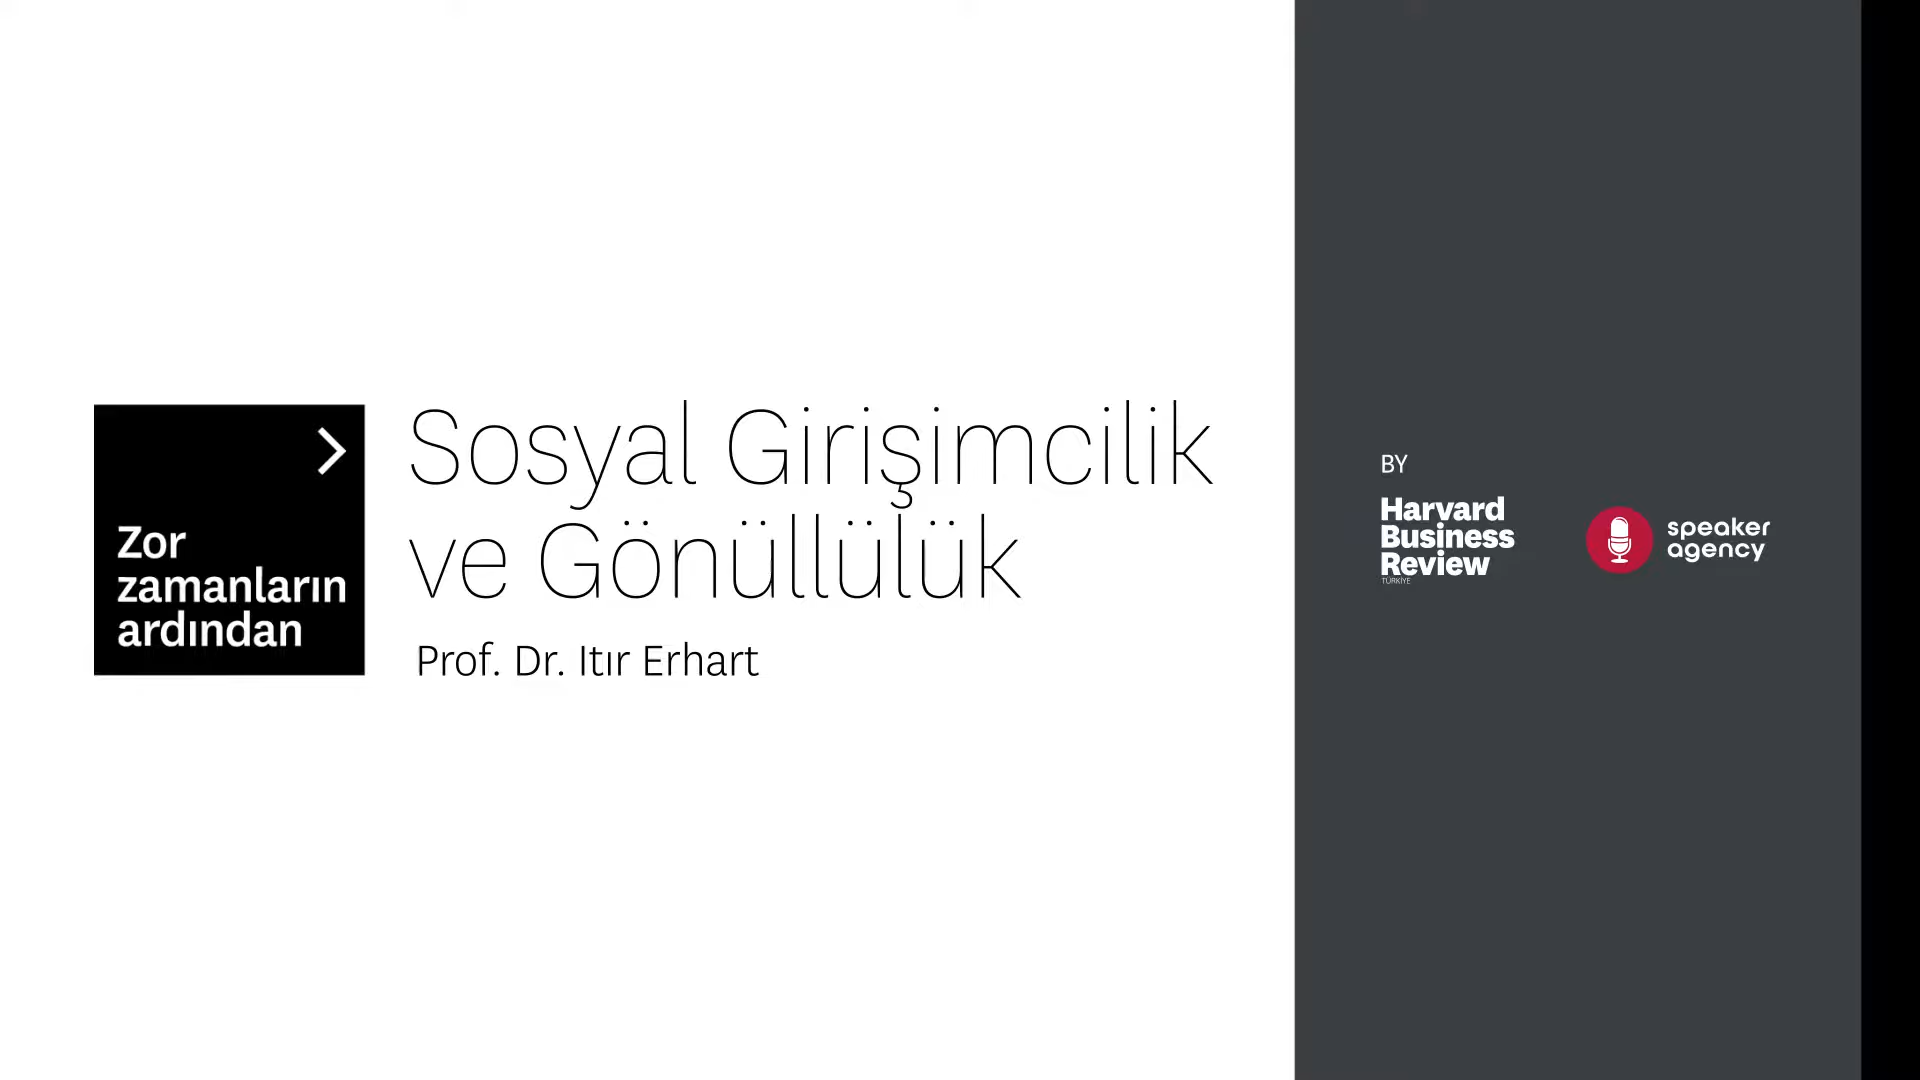 Zor
zamanların
ardından
Sosyal Girişimcilik
ve Gönüllülük
Prof. Dr. Itır Erhart
BY
Harvard
Business
Review
TÜRKİYE
speaker
agency